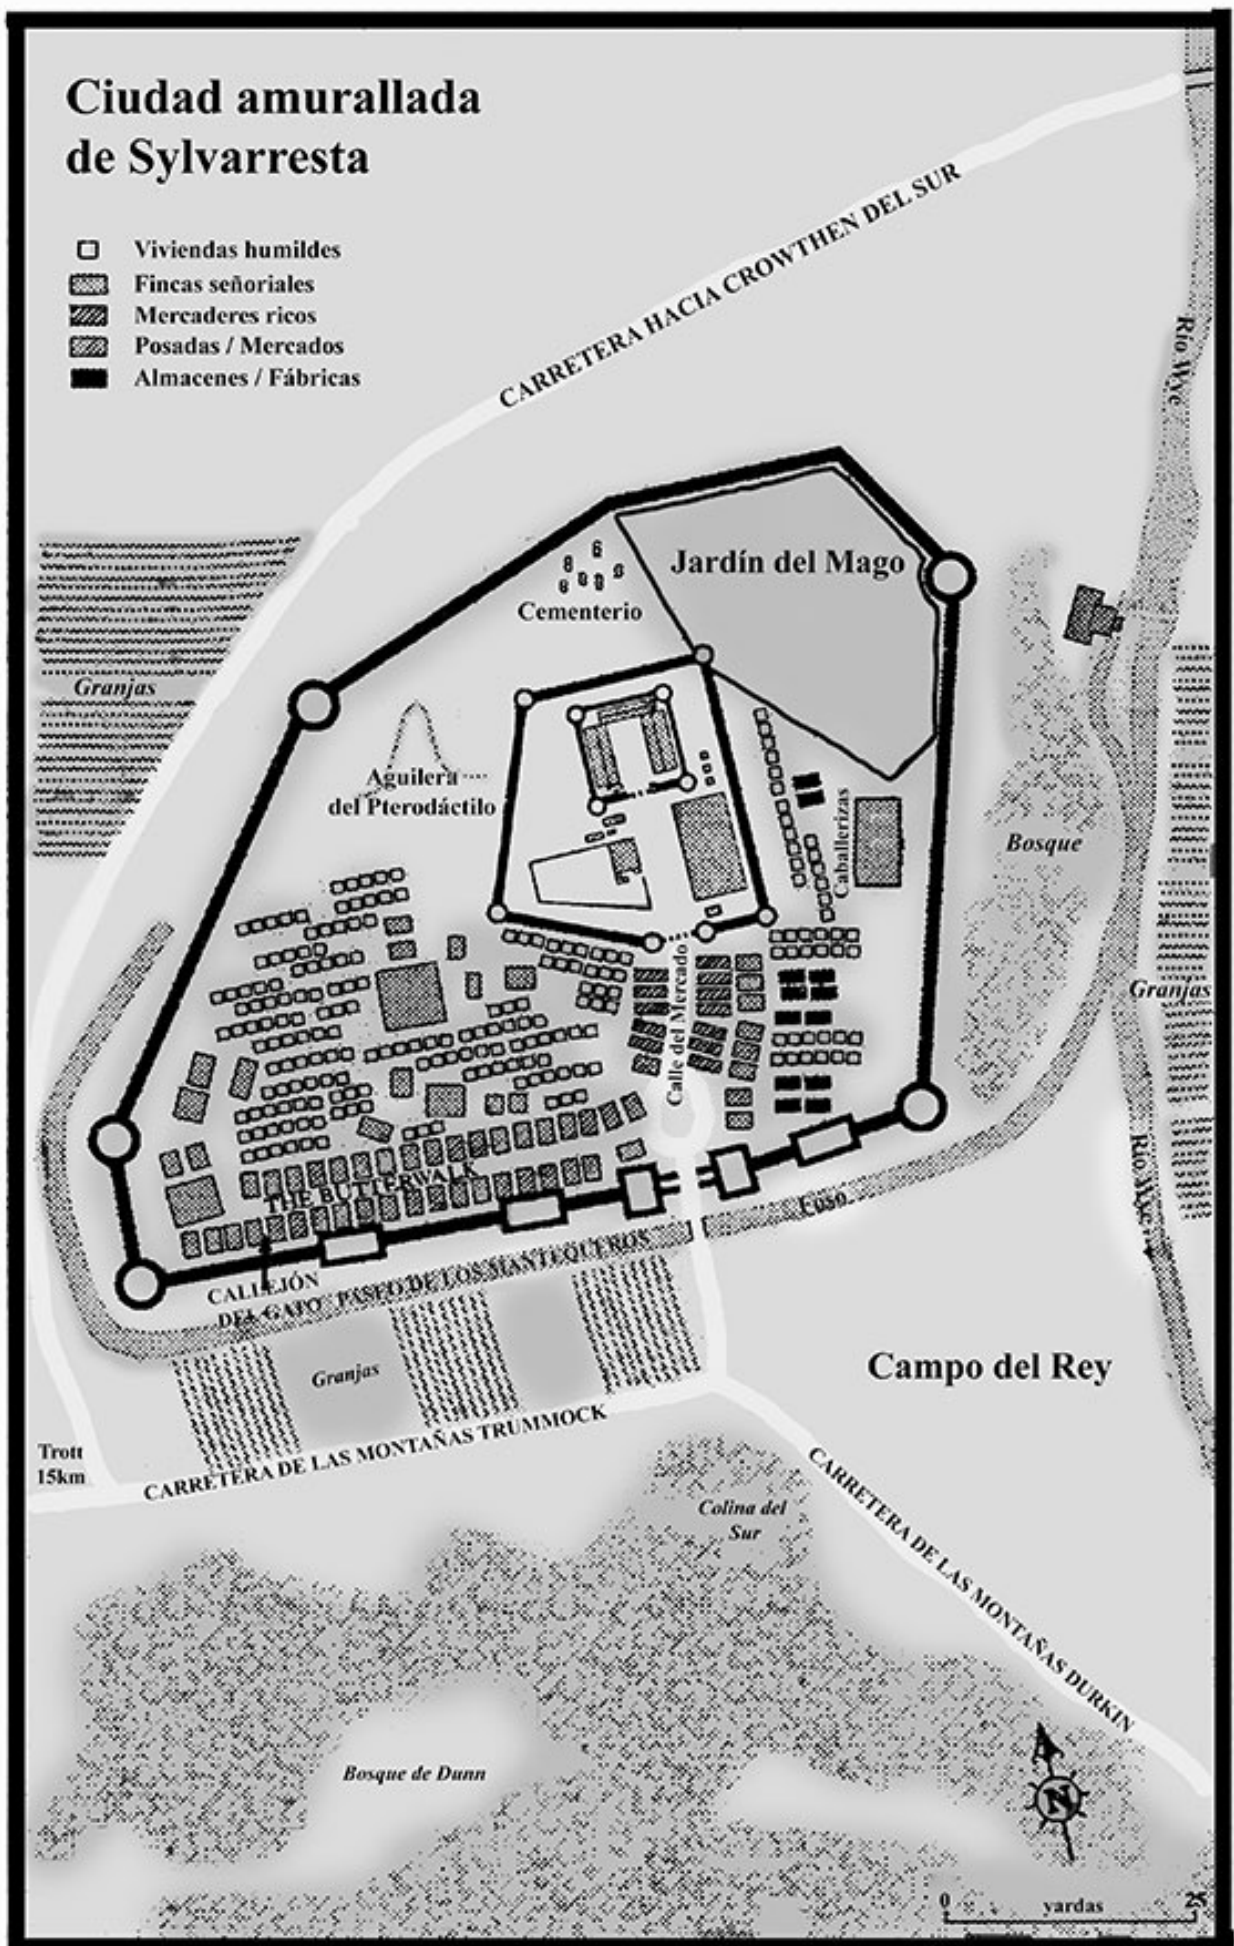 Ciudad amurallada
de Sylvarresta
Viviendas humildes
Fincas señoriales
Mercaderes ricos
Posadas / Mercados
Almacenes / Fábricas
CARRETERA HACIA CROWTHEN DEL SUR
Río Wye
Jardín del Mago
Cementerio
Granjas
Aguilera
del Pterodáctilo
Caballerizas
Bosque
Calle del Mercado
Granjas
Río Wye
THE BUTTERWALK
Foso
CALLEJÓN
DEL GATO
PASEO DE LOS MANTEQUEROS
Granjas
Campo del Rey
Trott
15km
CARRETERA DE LAS MONTAÑAS TRUMMOCK
CARRETERA DE LAS MONTAÑAS DURKIN
Colina del
Sur
Bosque de Dunn
N
0
yardas
25